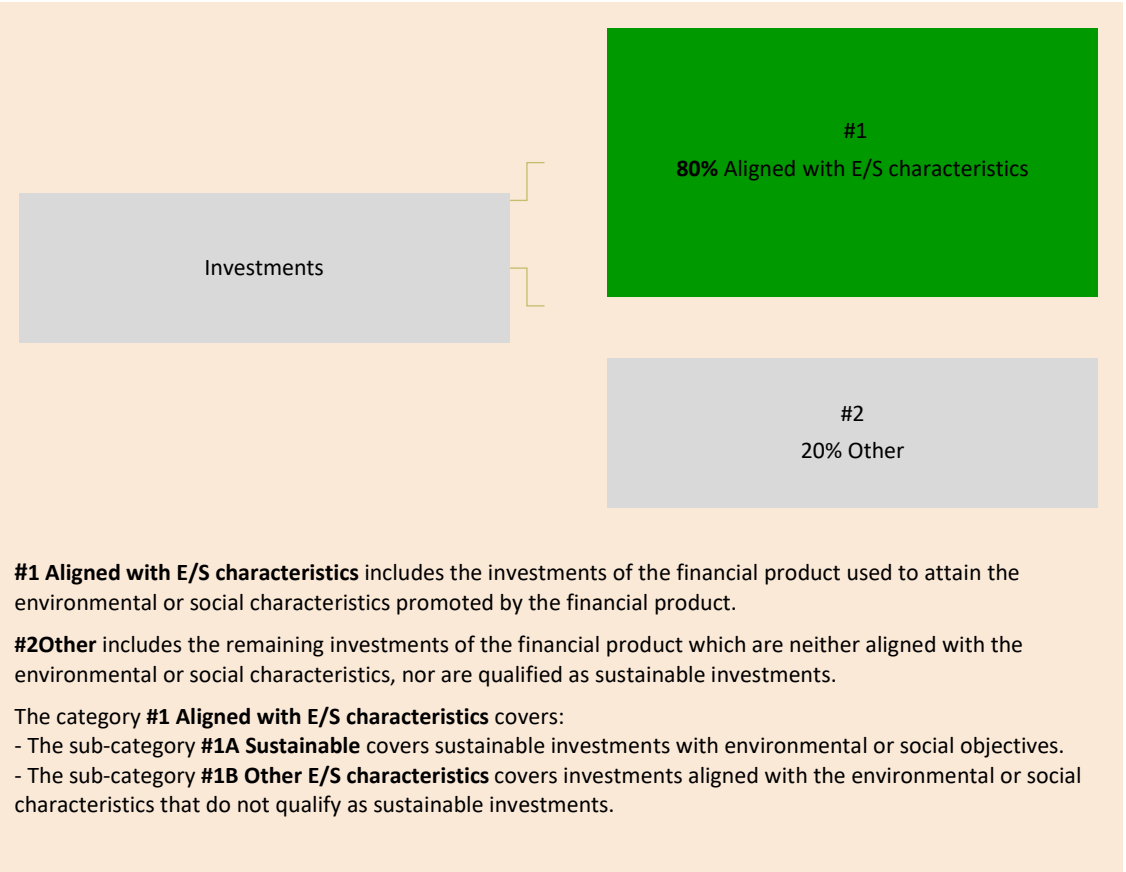 #1
80% Aligned with E/S characteristics
Investments
#2
20% Other
#1 Aligned with E/S characteristics includes the investments of the financial product used to attain the
environmental or social characteristics promoted by the financial product.
#2Other includes the remaining investments of the financial product which are neither aligned with the
environmental or social characteristics, nor are qualified as sustainable investments.
The category #1 Aligned with E/S characteristics covers:
- The sub-category #1A Sustainable covers sustainable investments with environmental or social objectives.
- The sub-category #1B Other E/S characteristics covers investments aligned with the environmental or social
characteristics that do not qualify as sustainable investments.